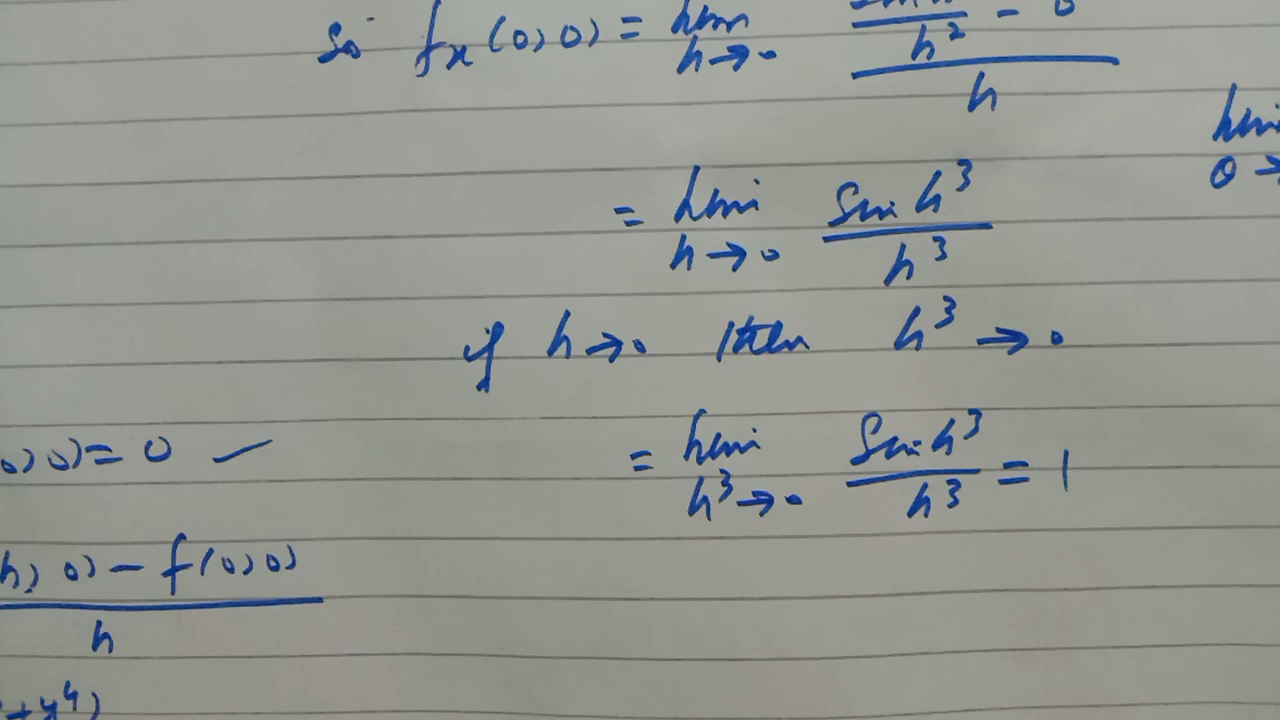 So fx(0,0) = lim h→0 (sin h³/h² - 0)/h
lim θ→
= lim h→0 Sin h³/h³
if h→0 then h³ →0
0,0)= 0
= lim h³→0 Sin h³/h³ = 1
h, 0) - f(0,0)
h
+y⁴)